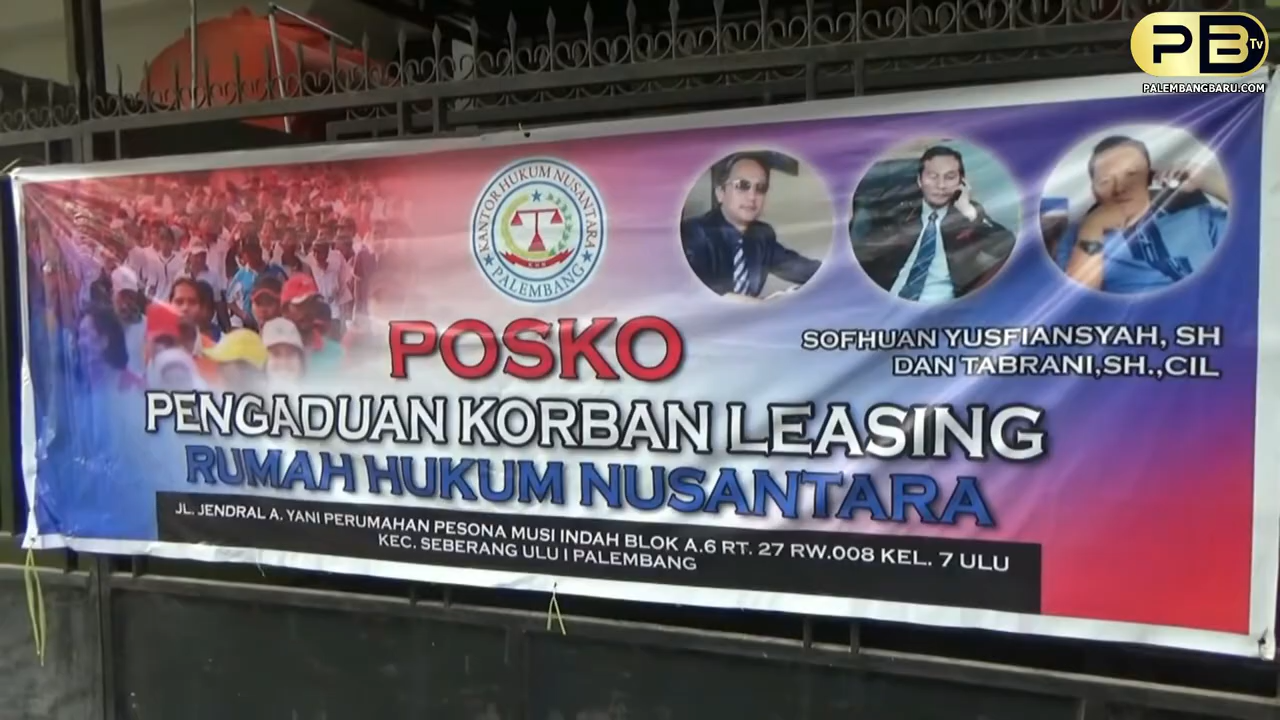 PB Tv
PALEMBANGBARU.COM
KANTOR HUKUM NUSANTARA
PALEMBANG
SOFHUAN YUSFIANSYAH, SH
DAN TABRANI,SH.,CIL
POSKO
PENGADUAN KORBAN LEASING
RUMAH HUKUM NUSANTARA
JL. JENDRAL A. YANI PERUMAHAN PESONA MUSI INDAH BLOK A.6 RT. 27 RW.008 KEL. 7 ULU
KEC. SEBERANG ULU I PALEMBANG